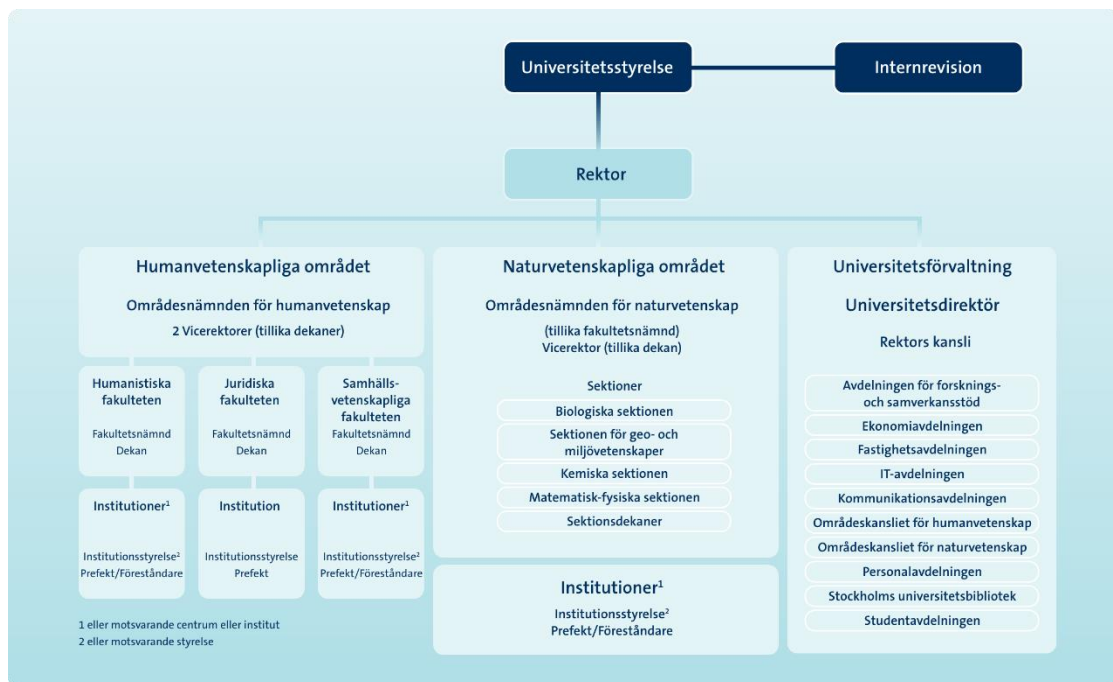 Universitetsstyrelse
Internrevision
Rektor
Humanvetenskapliga området
Områdesnämnden för humanvetenskap
2 Vicerektorer (tillika dekaner)
Humanistiska
fakulteten
Fakultetsnämnd
Dekan
Juridiska
fakulteten
Fakultetsnämnd
Dekan
Samhälls-
vetenskapliga
fakulteten
Fakultetsnämnd
Dekan
Institutioner¹
Institutionsstyrelse²
Prefekt/Föreståndare
Institution
Institutionsstyrelse
Prefekt
Institutioner¹
Institutionsstyrelse²
Prefekt/Föreståndare
1 eller motsvarande centrum eller institut
2 eller motsvarande styrelse
Naturvetenskapliga området
Områdesnämnden för naturvetenskap
(tillika fakultetsnämnd)
Vicerektor (tillika dekan)
Sektioner
Biologiska sektionen
Sektionen för geo- och
miljövetenskaper
Kemiska sektionen
Matematisk-fysiska sektionen
Sektionsdekaner
Institutioner¹
Institutionsstyrelse²
Prefekt/Föreståndare
Universitetsförvaltning
Universitetsdirektör
Rektors kansli
Avdelningen för forsknings-
och samverkansstöd
Ekonomiavdelningen
Fastighetsavdelningen
IT-avdelningen
Kommunikationsavdelningen
Områdeskansliet för humanvetenskap
Områdeskansliet för naturvetenskap
Personalavdelningen
Stockholms universitetsbibliotek
Studentavdelningen